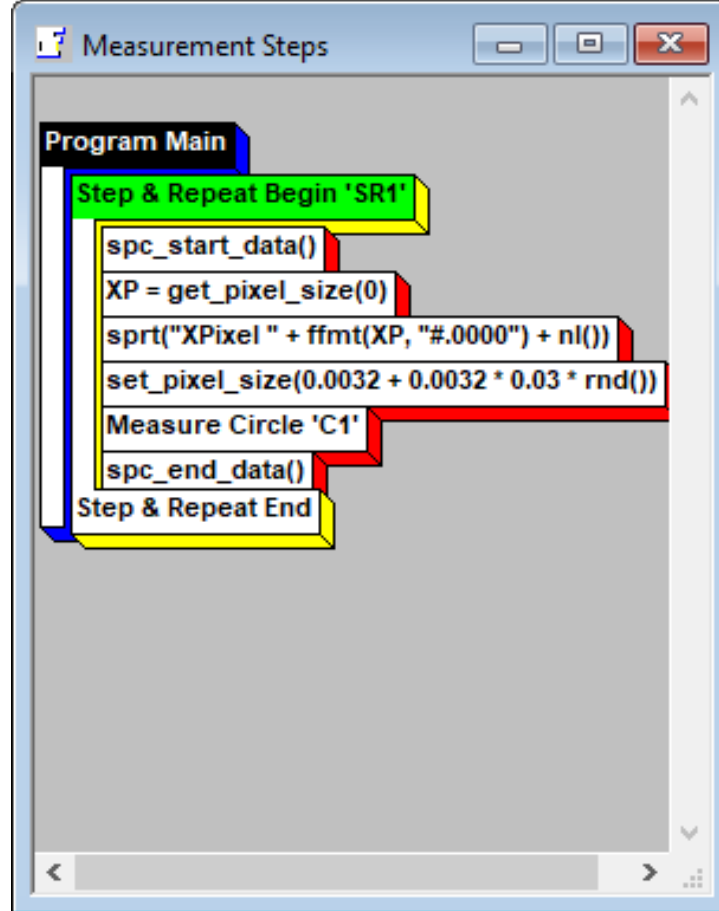 Measurement Steps
Program Main
Step & Repeat Begin 'SR1'
spc_start_data()
XP = get_pixel_size(0)
sprt("XPixel " + ffmt(XP, "#.0000") + nl())
set_pixel_size(0.0032 + 0.0032 * 0.03 * rnd())
Measure Circle 'C1'
spc_end_data()
Step & Repeat End